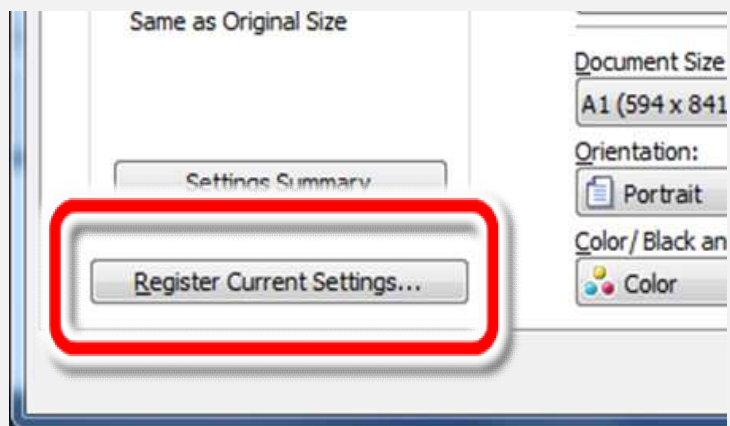 Same as Original Size
Settings Summary
Register Current Settings...
Document Size
A1 (594 x 841
Orientation:
Portrait
Color/ Black an
Color